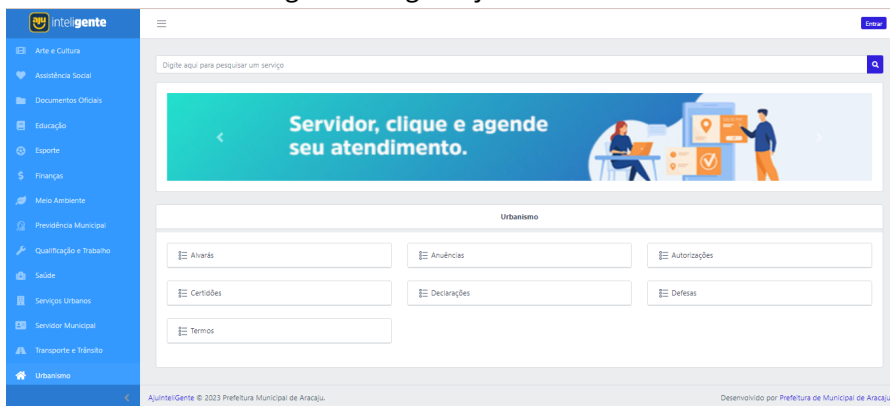 aju inteligente
Entrar
Arte e Cultura
Assistência Social
Documentos Oficiais
Educação
Esporte
Finanças
Meio Ambiente
Previdência Municipal
Qualificação e Trabalho
Saúde
Serviços Urbanos
Servidor Municipal
Transporte e Trânsito
Urbanismo
Digite aqui para pesquisar um serviço
Servidor, clique e agende
seu atendimento.
Urbanismo
Alvarás
Anuências
Autorizações
Certidões
Declarações
Defesas
Termos
AjuInteliGente © 2023 Prefeitura Municipal de Aracaju.
Desenvolvido por Prefeitura de Municipal de Aracaju